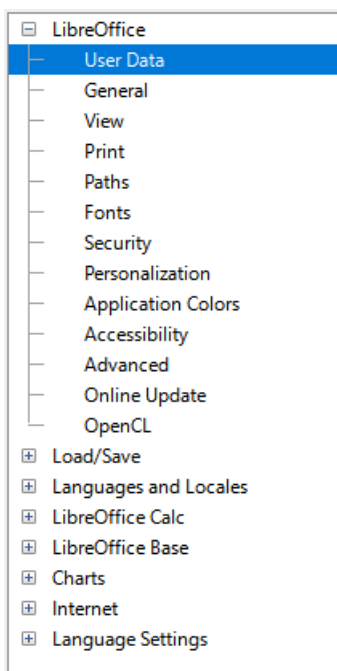 LibreOffice
User Data
General
View
Print
Paths
Fonts
Security
Personalization
Application Colors
Accessibility
Advanced
Online Update
OpenCL
Load/Save
Languages and Locales
LibreOffice Calc
LibreOffice Base
Charts
Internet
Language Settings